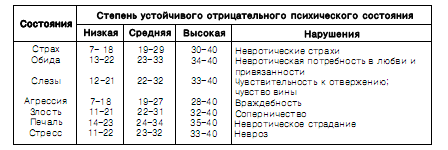 Состояния Степень устойчивого отрицательного психического состояния
Низкая Средняя Высокая Нарушения
Страх 7– 18 19–29 30–40 Невротические страхи
Обида 13–22 23–33 34–40 Невротическая потребность в любви и
привязанности
Слезы 12–21 22–32 33–40 Чувствительность к отвержению;
чувство вины
Агрессия 7–18 19–27 28–40 Враждебность
Злость 11–21 22–31 32–40 Соперничество
Печаль 14–23 24–34 35–40 Невротическое страдание
Стресс 11–22 23–32 33–40 Невроз